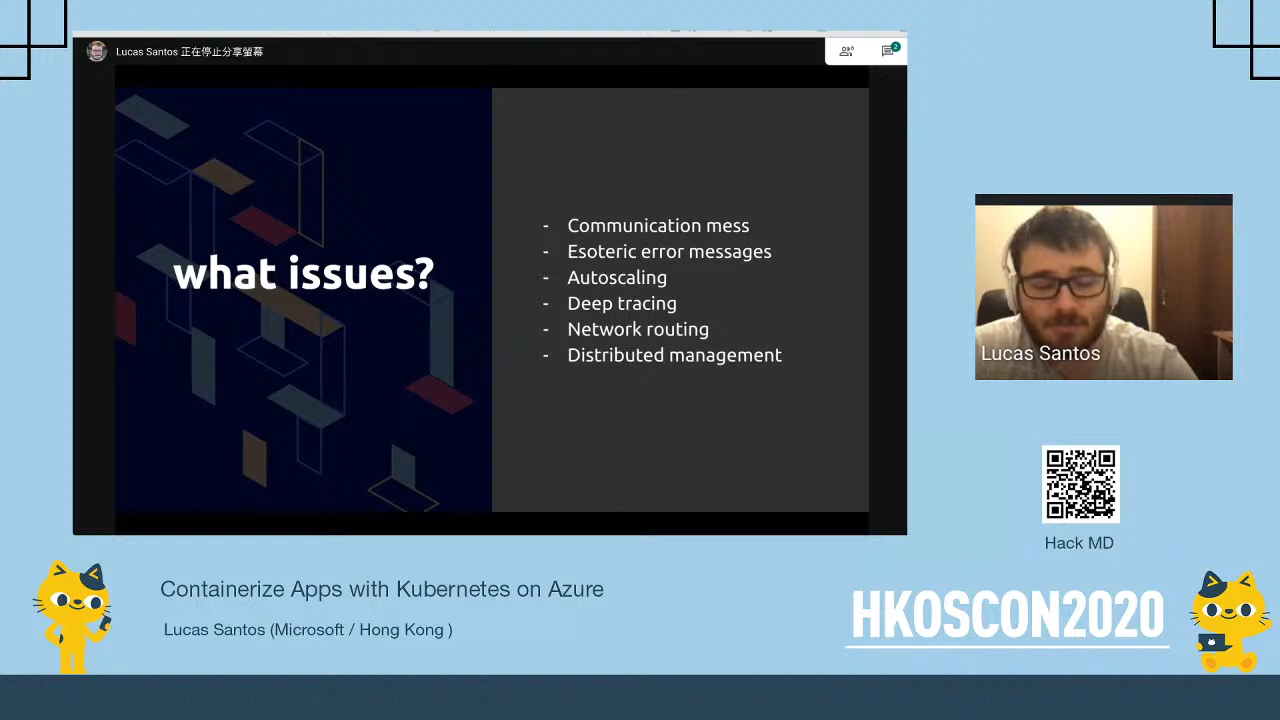 Lucas Santos 正在停止分享螢幕
2
what issues?
- Communication mess
- Esoteric error messages
- Autoscaling
- Deep tracing
- Network routing
- Distributed management
Lucas Santos
Hack MD
Containerize Apps with Kubernetes on Azure
Lucas Santos (Microsoft / Hong Kong )
HKOSCON2020